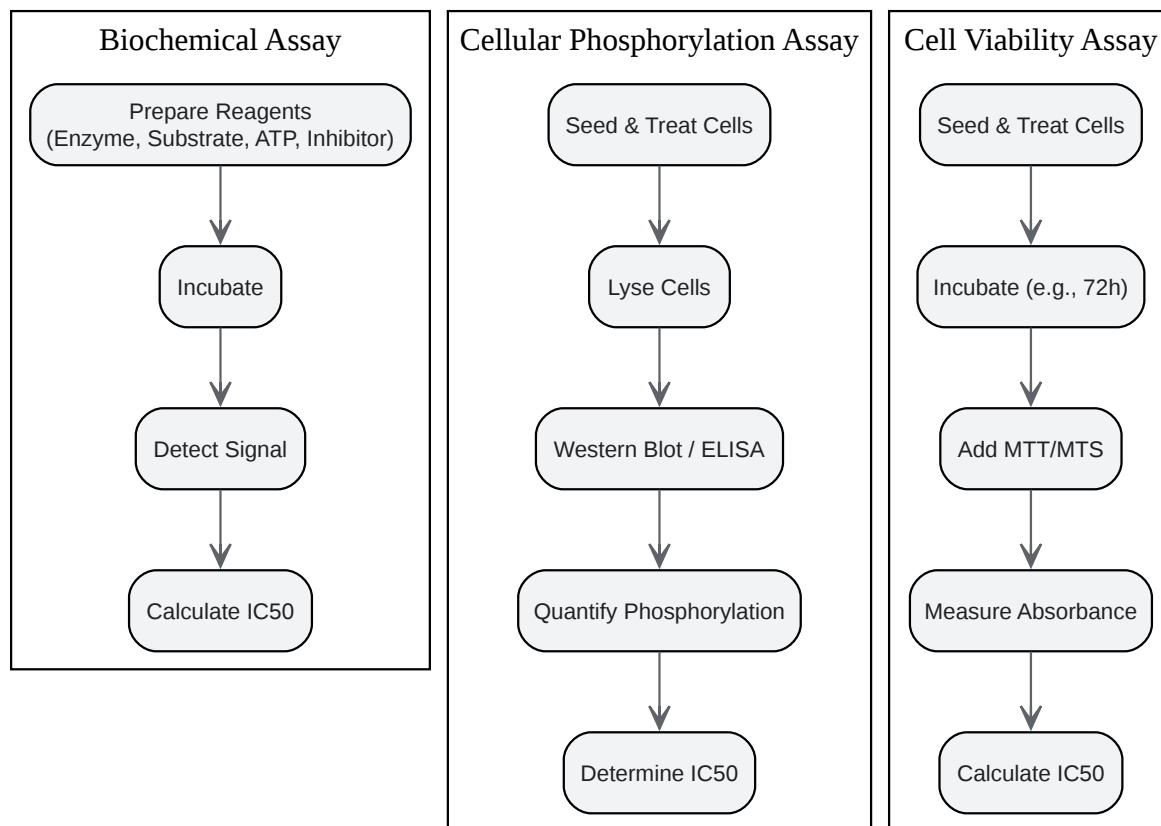 Biochemical Assay
Prepare Reagents
(Enzyme, Substrate, ATP, Inhibitor)
Incubate
Detect Signal
Calculate IC50
Cellular Phosphorylation Assay
Seed & Treat Cells
Lyse Cells
Western Blot / ELISA
Quantify Phosphorylation
Determine IC50
Cell Viability Assay
Seed & Treat Cells
Incubate (e.g., 72h)
Add MTT/MTS
Measure Absorbance
Calculate IC50